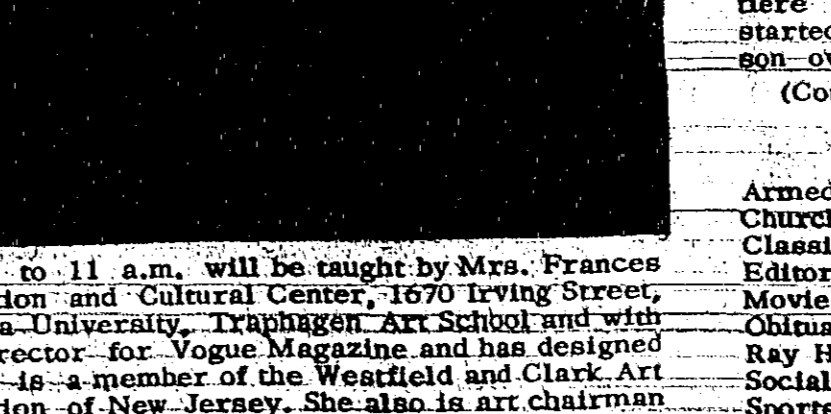 to 11 a.m. will be taught by Mrs. Frances
ion and Cultural Center, 1670 Irving Street,
a University, Traphagen Art School and with
rector for Vogue Magazine and has designed
is a member of the Westfield and Clark Art
ion of New Jersey. She also is art chairman
here
started
son ov
(Co
Armed
Church
Classi
Editor
Movie
Obitua
Ray H
Social
Sports